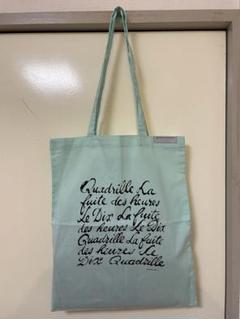 Quadrille La
fuite des heures
Le Dix La fuite
des heures Le Dix
Quadrille La fuite
des heures Le
Dix Quadrille